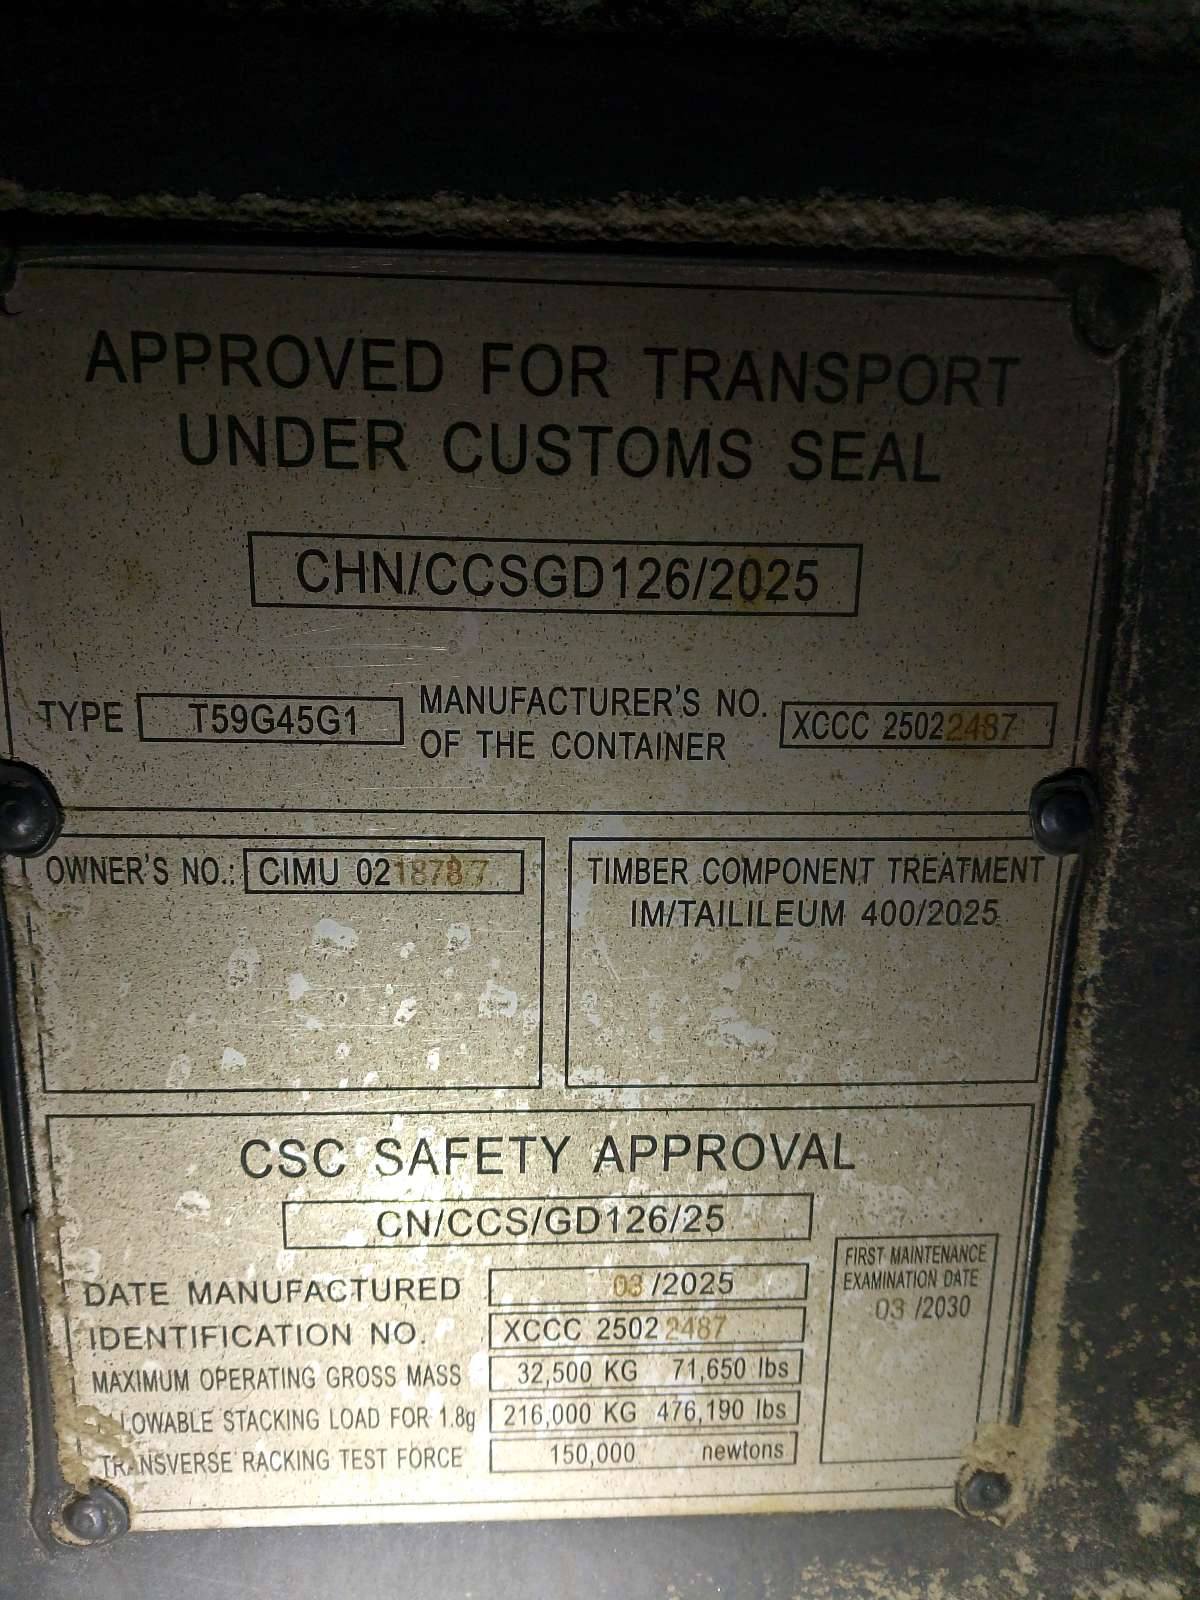 APPROVED FOR TRANSPORT
UNDER CUSTOMS SEAL
CHN/CCSGD126/2025
TYPE T59G45G1 MANUFACTURER'S NO. OF THE CONTAINER XCCC 25022487
OWNER'S NO.: CIMU 0218787
TIMBER COMPONENT TREATMENT
IM/TAILILEUM 400/2025
CSC SAFETY APPROVAL
CN/CCS/GD126/25
DATE MANUFACTURED 03/2025
IDENTIFICATION NO. XCCC 25022487
MAXIMUM OPERATING GROSS MASS 32,500 KG 71,650 lbs
LOWABLE STACKING LOAD FOR 1.8g 216,000 KG 476,190 lbs
TRANSVERSE RACKING TEST FORCE 150,000 newtons
FIRST MAINTENANCE
EXAMINATION DATE
03 /2030